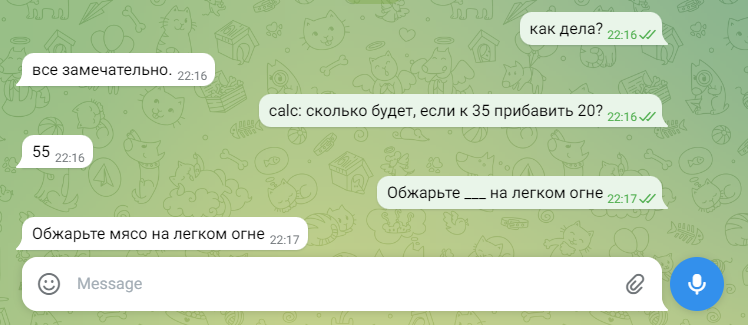 как дела? 22:16
все замечательно. 22:16
calc: сколько будет, если к 35 прибавить 20? 22:16
55 22:16
Обжарьте ___ на легком огне 22:17
Обжарьте мясо на легком огне 22:17
Message